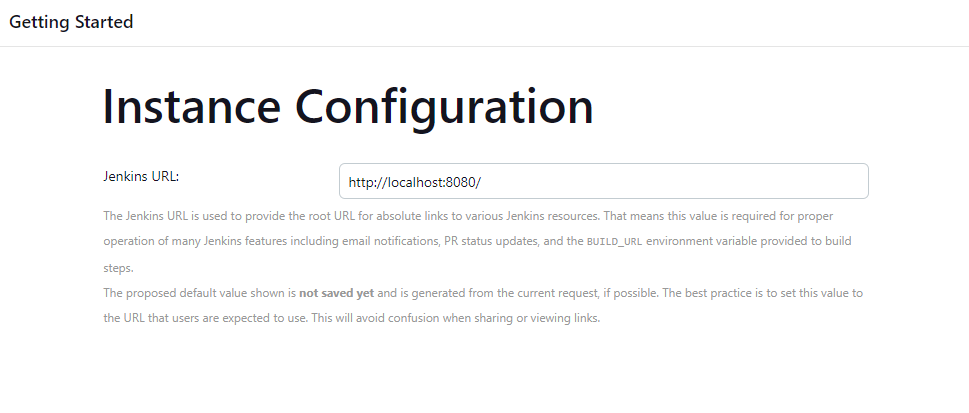 Getting Started
Instance Configuration
Jenkins URL:
http://localhost:8080/
The Jenkins URL is used to provide the root URL for absolute links to various Jenkins resources. That means this value is required for proper
operation of many Jenkins features including email notifications, PR status updates, and the BUILD_URL environment variable provided to build
steps.
The proposed default value shown is not saved yet and is generated from the current request, if possible. The best practice is to set this value to
the URL that users are expected to use. This will avoid confusion when sharing or viewing links.